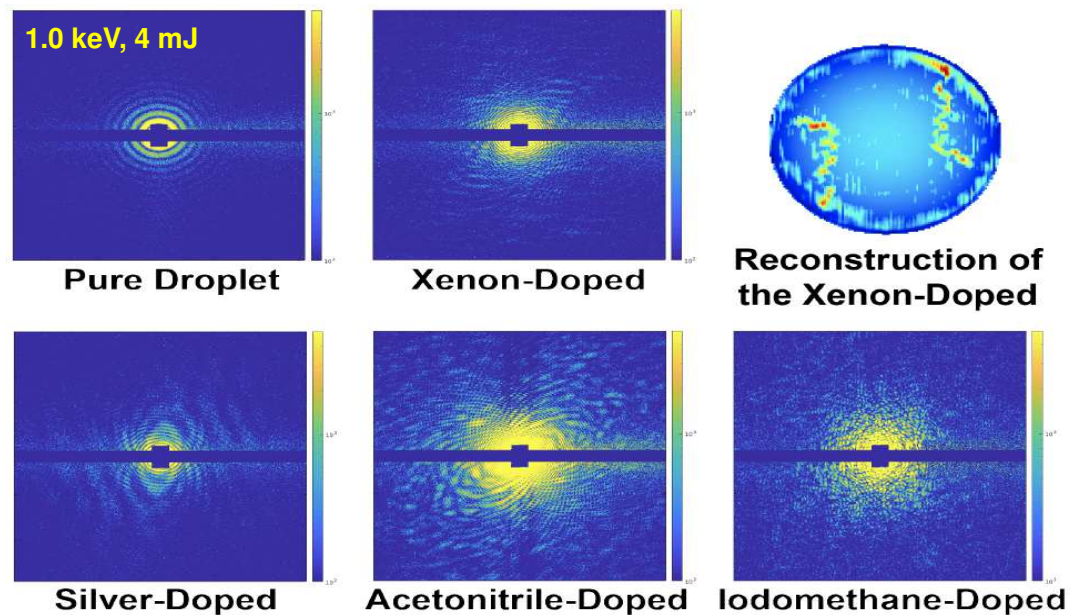 1.0 keV, 4 mJ
Pure Droplet
Xenon-Doped
Reconstruction of
the Xenon-Doped
Silver-Doped
Acetonitrile-Doped
Iodomethane-Doped